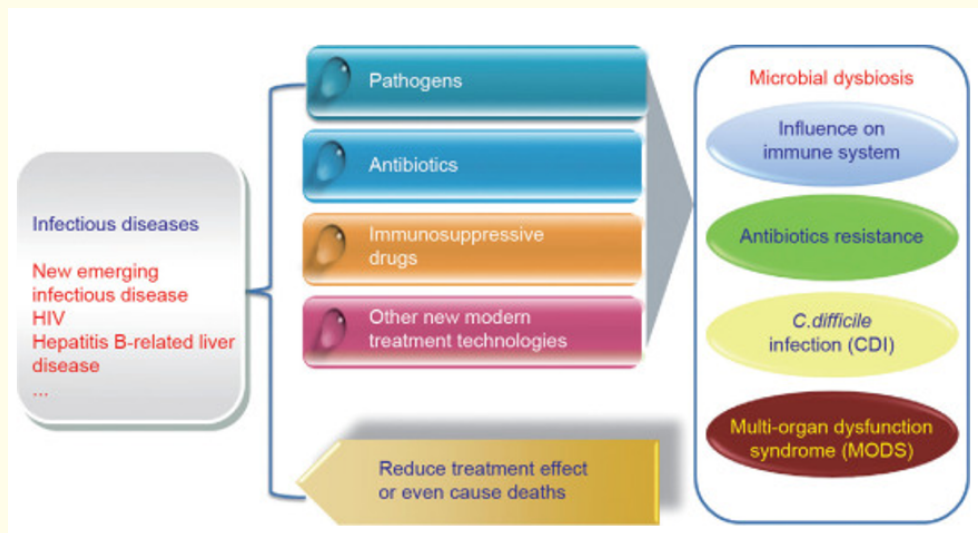 Infectious diseases
New emerging
infectious disease
HIV
Hepatitis B-related liver
disease
...
Pathogens
Antibiotics
Immunosuppressive
drugs
Other new modern
treatment technologies
Microbial dysbiosis
Influence on
immune system
Antibiotics resistance
C.difficile
infection (CDI)
Multi-organ dysfunction
syndrome (MODS)
Reduce treatment effect
or even cause deaths